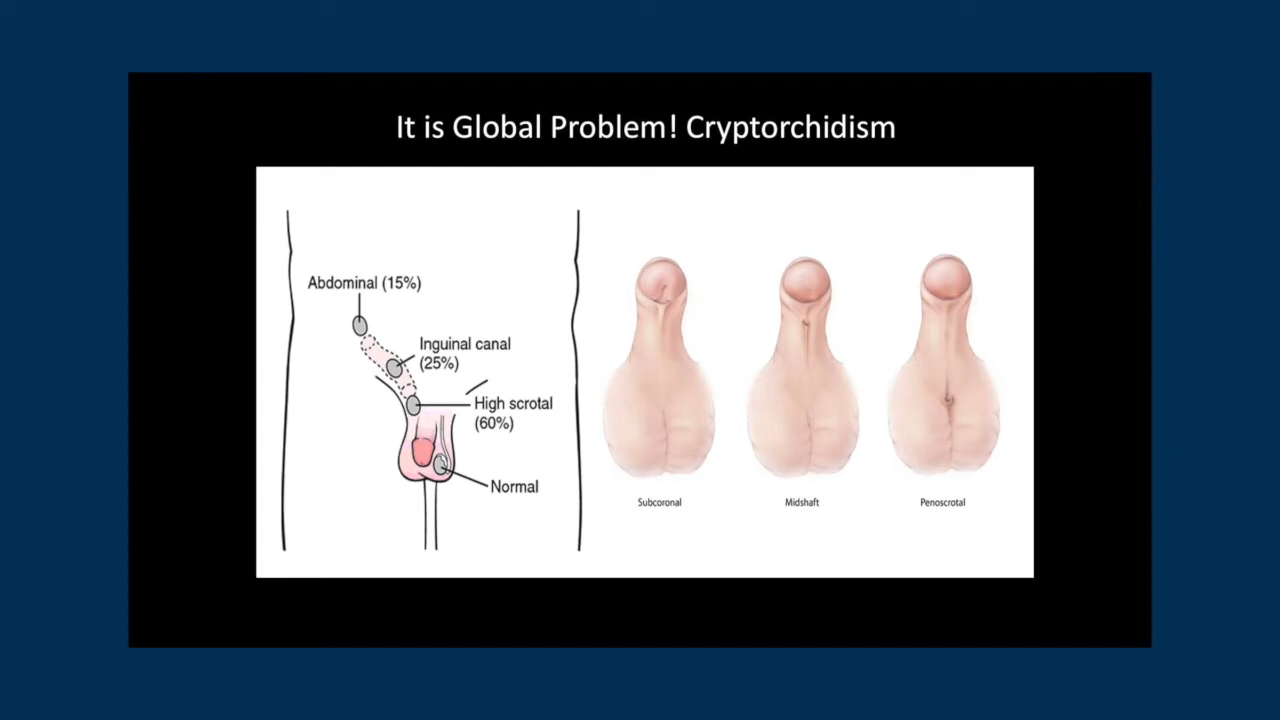 It is Global Problem! Cryptorchidism
Abdominal (15%)
Inguinal canal
(25%)
High scrotal
(60%)
Normal
Subcoronal
Midshaft
Penoscrotal